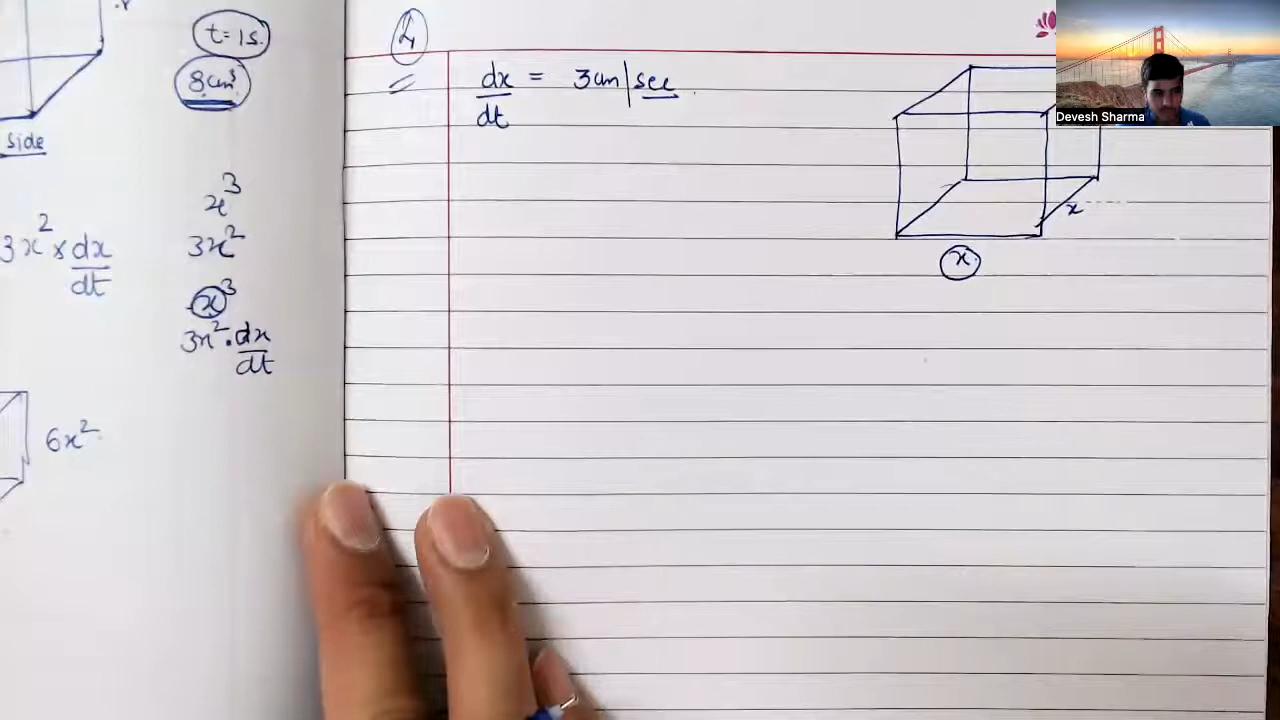 t=1s.
8cm³
side
x³
3x² × dx/dt
3x²
x³
3x² · dx/dt
6x²
4
dx/dt = 3cm|sec.
x
x
Devesh Sharma